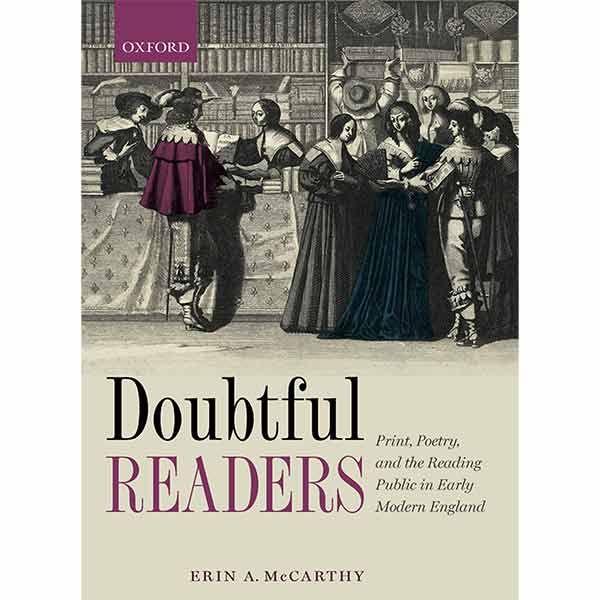 OXFORD
Doubtful
READERS
Print, Poetry,
and the Reading
Public in Early
Modern England
ERIN A. McCARTHY